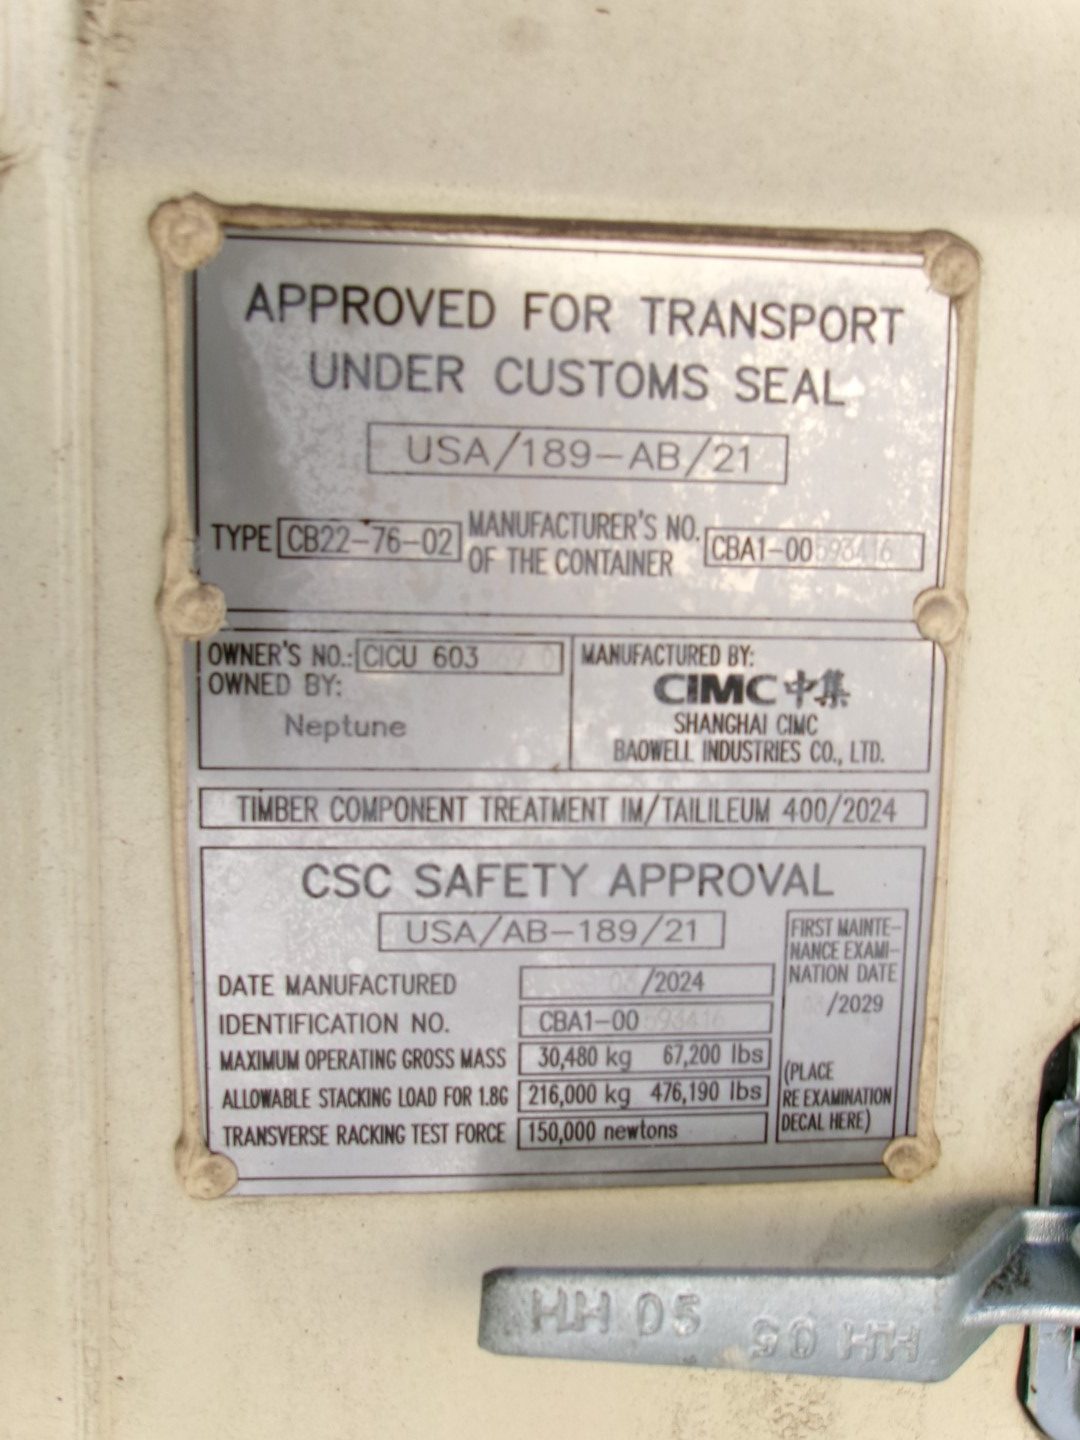 APPROVED FOR TRANSPORT
UNDER CUSTOMS SEAL
USA/189-AB/21
TYPE CB22-76-02 MANUFACTURER'S NO. OF THE CONTAINER CBA1-00593416
OWNER'S NO.: CICU 603
OWNED BY:
Neptune
MANUFACTURED BY:
CIMC 中集
SHANGHAI CIMC
BAOWELL INDUSTRIES CO., LTD.
TIMBER COMPONENT TREATMENT IM/TAILILEUM 400/2024
CSC SAFETY APPROVAL
USA/AB-189/21
DATE MANUFACTURED /2024
IDENTIFICATION NO. CBA1-00593416
MAXIMUM OPERATING GROSS MASS 30,480 kg 67,200 lbs
ALLOWABLE STACKING LOAD FOR 1.8G 216,000 kg 476,190 lbs
TRANSVERSE RACKING TEST FORCE 150,000 newtons
FIRST MAINTE-
NANCE EXAMI-
NATION DATE
/2029
(PLACE
RE EXAMINATION
DECAL HERE)
HH 05
50 HH